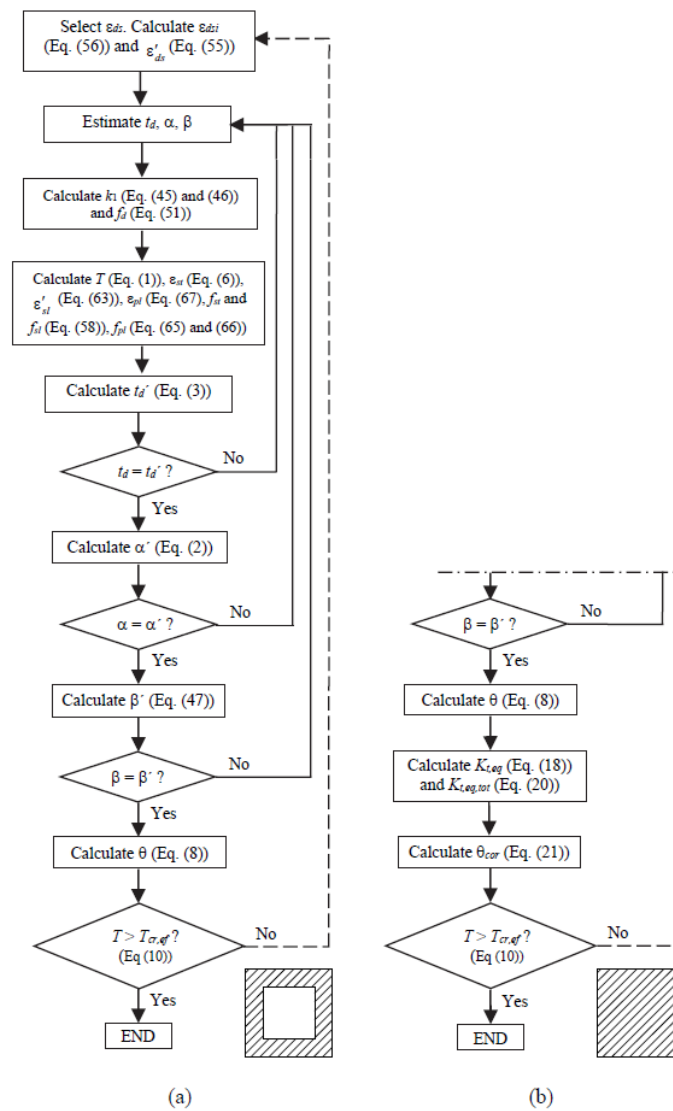 Select εds. Calculate εdsi
(Eq. (56)) and ε′ds (Eq. (55))
Estimate td, α, β
Calculate k1 (Eq. (45) and (46))
and fd (Eq. (51))
Calculate T (Eq. (1)), εst (Eq. (6)),
ε′sl (Eq. (63)), εpl (Eq. (67), fst and
fsl (Eq. (58)), fpl (Eq. (65) and (66))
Calculate td´ (Eq. (3))
td = td´ ?
No
Yes
Calculate α´ (Eq. (2))
α = α´ ?
No
Yes
Calculate β´ (Eq. (47))
β = β´ ?
No
Yes
Calculate θ (Eq. (8))
T > Tcr,ef ?
(Eq (10))
No
Yes
END
(a)
β = β´ ?
No
Yes
Calculate θ (Eq. (8))
Calculate Kt,eq (Eq. (18))
and Kt,eq,tot (Eq. (20))
Calculate θcor (Eq. (21))
T > Tcr,ef ?
(Eq (10))
No
Yes
END
(b)